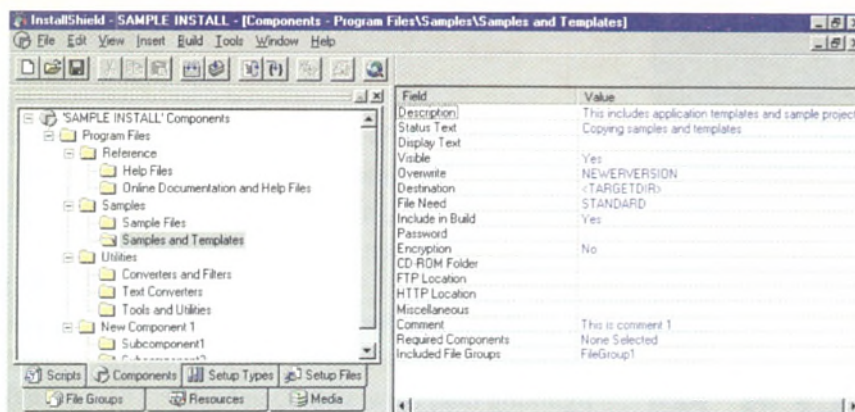 InstallShield - SAMPLE INSTALL - [Components - Program Files\Samples\Samples and Templates]
File Edit View Insert Build Tools Window Help
'SAMPLE INSTALL' Components
Program Files
Reference
Help Files
Online Documentation and Help Files
Samples
Sample Files
Samples and Templates
Utilities
Converters and Filters
Text Converters
Tools and Utilities
New Component 1
Subcomponent1
Scripts Components Setup Types Setup Files
File Groups Resources Media
Field Value
Description This includes application templates and sample project
Status Text Copying samples and templates
Display Text
Visible Yes
Overwrite NEWERVERSION
Destination <TARGETDIR>
File Need STANDARD
Include in Build Yes
Password
Encryption No
CD-ROM Folder
FTP Location
HTTP Location
Miscellaneous
Comment This is comment 1
Required Components None Selected
Included File Groups FileGroup1